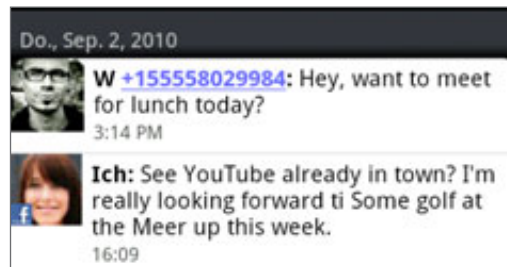 Do., Sep. 2, 2010
W +155558029984: Hey, want to meet
for lunch today?
3:14 PM
Ich: See YouTube already in town? I'm
really looking forward ti Some golf at
the Meer up this week.
16:09